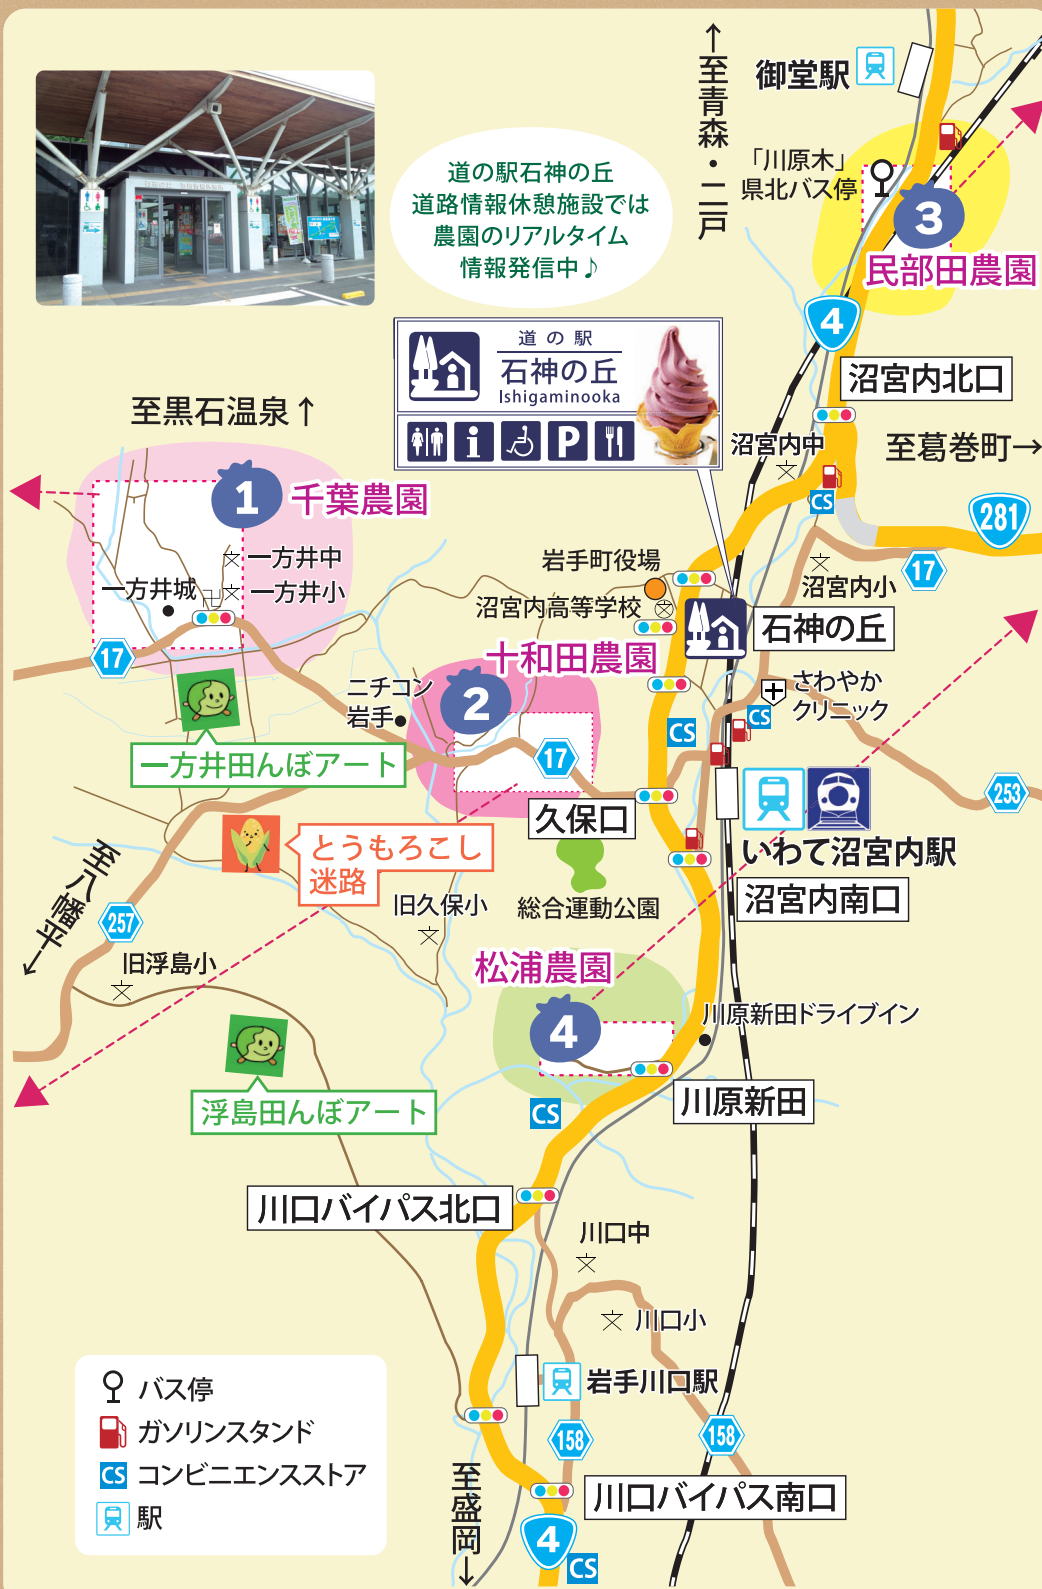 ↑至青森・二戸
御堂駅
「川原木」
県北バス停
3
民部田農園
道の駅石神の丘
道路情報休憩施設では
農園のリアルタイム
情報発信中♪
4
道の駅
石神の丘
Ishigaminooka
i
P
沼宮内北口
至黒石温泉↑
沼宮内中
至葛巻町→
CS
281
1
千葉農園
一方井中
一方井小
一方井城
卍
17
岩手町役場
沼宮内高等学校
沼宮内小
17
石神の丘
十和田農園
2
ニチコン
岩手
さわやか
クリニック
CS
CS
17
一方井田んぼアート
久保口
253
いわて沼宮内駅
とうもろこし
迷路
沼宮内南口
総合運動公園
旧久保小
至八幡平↓
257
旧浮島小
松浦農園
4
川原新田ドライブイン
川原新田
浮島田んぼアート
CS
川口バイパス北口
川口中
川口小
岩手川口駅
158
158
バス停
ガソリンスタンド
CS コンビニエンスストア
駅
至盛岡↓
川口バイパス南口
4
CS